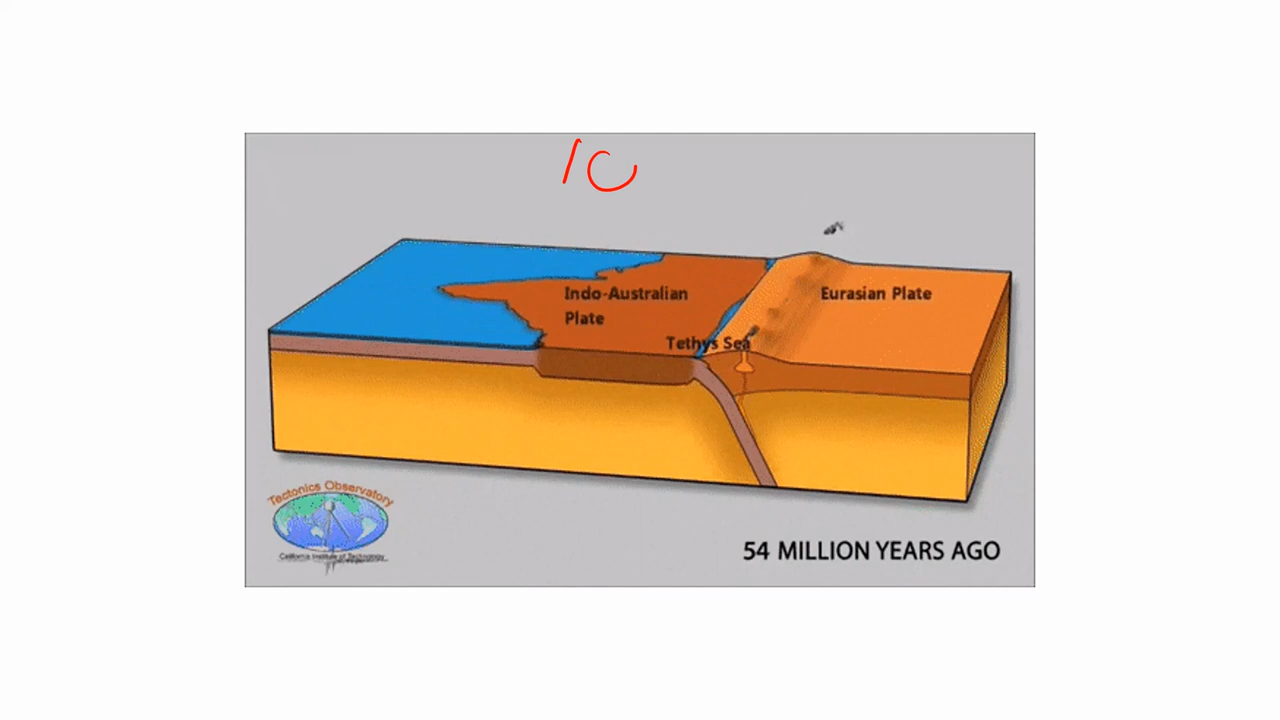 10
Indo-Australian
Plate
Eurasian Plate
Tethys Sea
Tectonics Observatory
California Institute of Technology
54 MILLION YEARS AGO